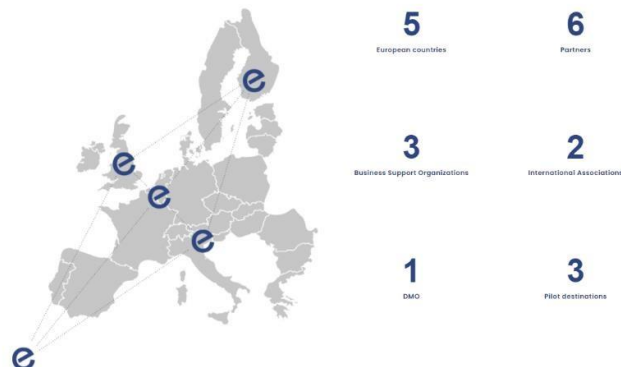 5
European countries
6
Partners
3
Business Support Organizations
2
International Associations
1
DMO
3
Pilot destinations
e
e
e
e
e